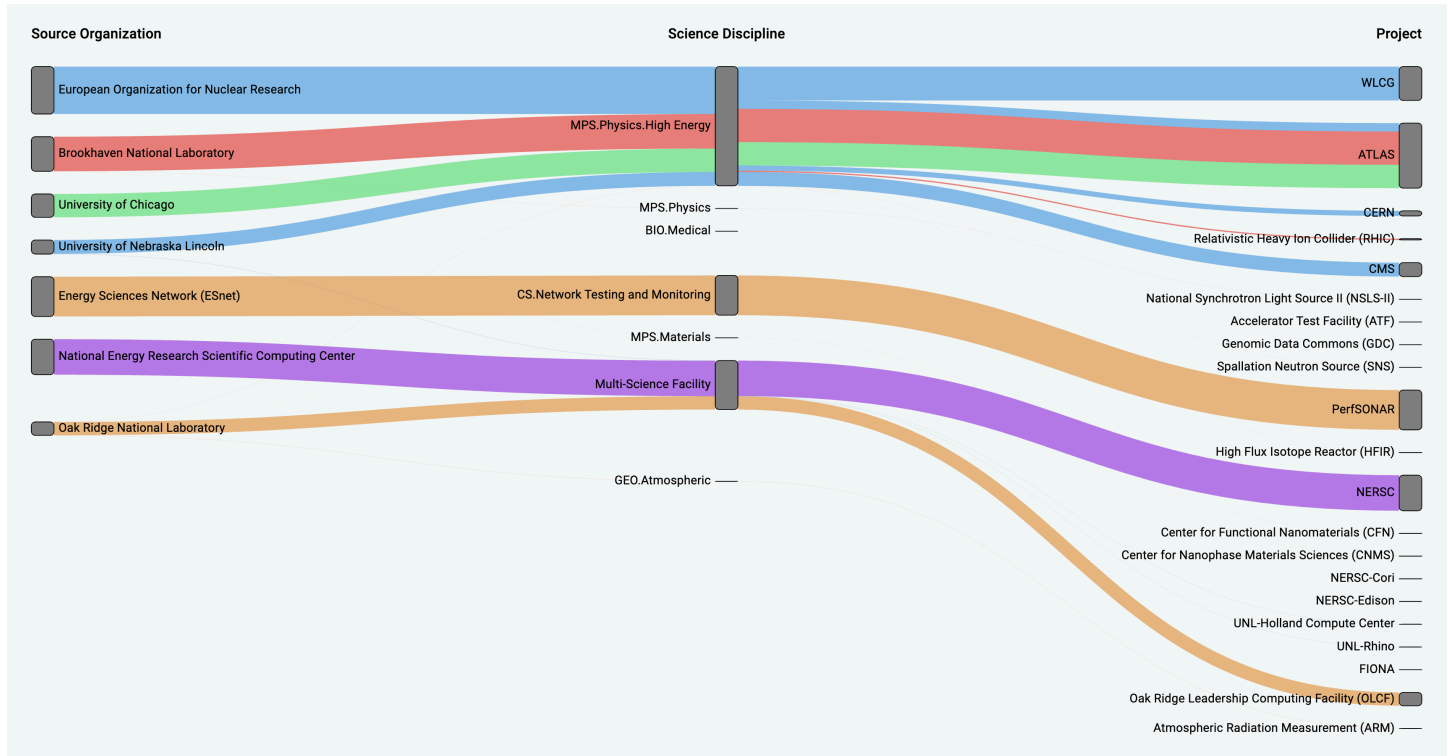 Source Organization
Science Discipline
Project
European Organization for Nuclear Research
Brookhaven National Laboratory
University of Chicago
University of Nebraska Lincoln
Energy Sciences Network (ESnet)
National Energy Research Scientific Computing Center
Oak Ridge National Laboratory
MPS.Physics.High Energy
MPS.Physics
BIO.Medical
CS.Network Testing and Monitoring
MPS.Materials
Multi-Science Facility
GEO.Atmospheric
WLCG
ATLAS
CERN
Relativistic Heavy Ion Collider (RHIC)
CMS
National Synchrotron Light Source II (NSLS-II)
Accelerator Test Facility (ATF)
Genomic Data Commons (GDC)
Spallation Neutron Source (SNS)
PerfSONAR
High Flux Isotope Reactor (HFIR)
NERSC
Center for Functional Nanomaterials (CFN)
Center for Nanophase Materials Sciences (CNMS)
NERSC-Cori
NERSC-Edison
UNL-Holland Compute Center
UNL-Rhino
FIONA
Oak Ridge Leadership Computing Facility (OLCF)
Atmospheric Radiation Measurement (ARM)